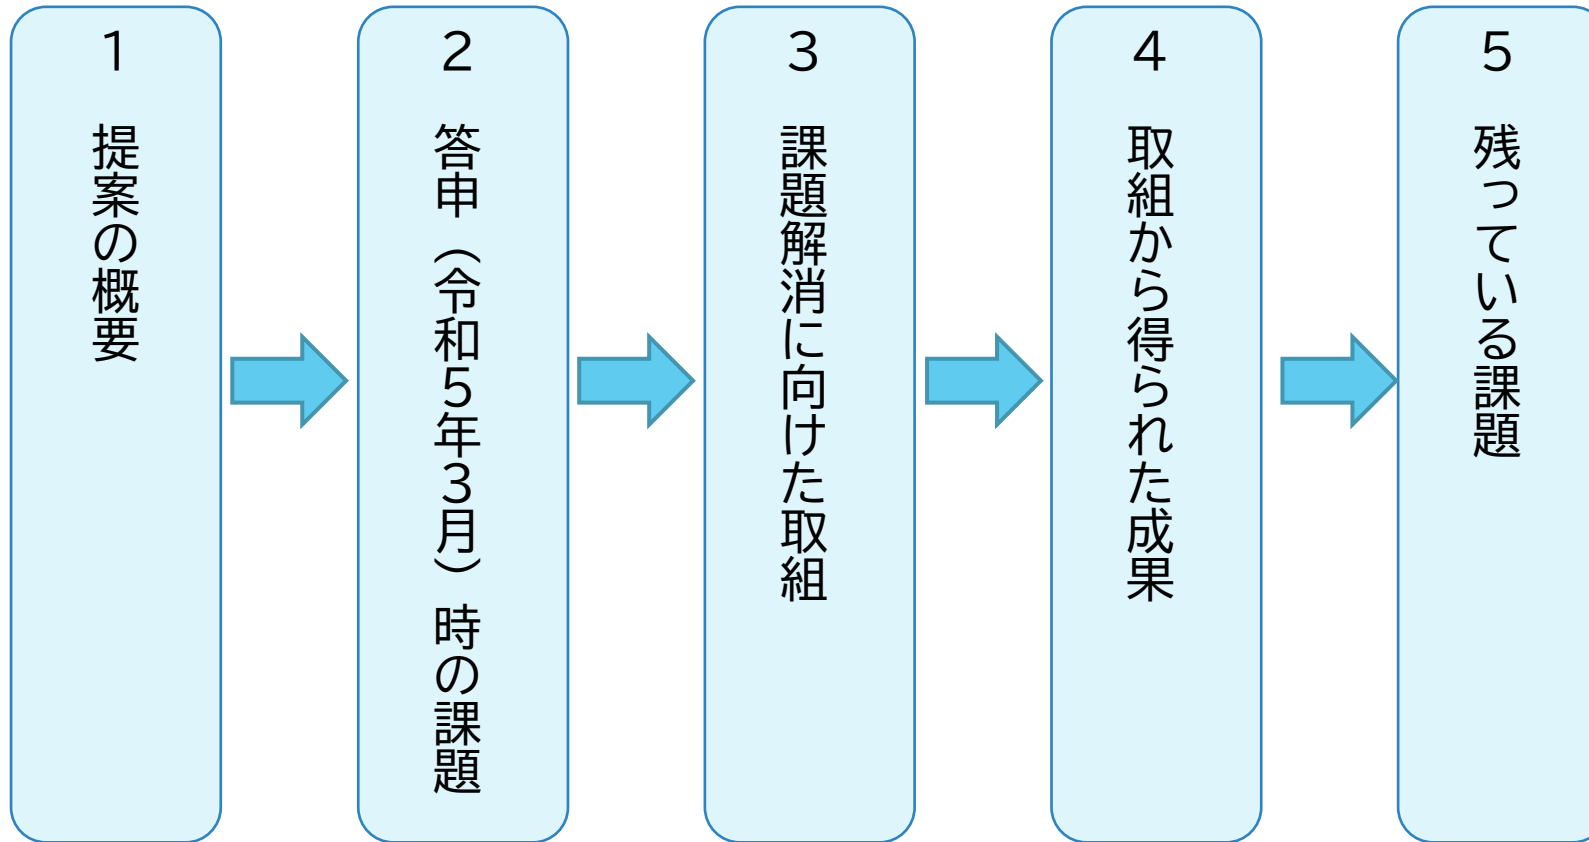 １　提案の概要
２　答申（令和５年３月）時の課題
３　課題解消に向けた取組
４　取組から得られた成果
５　残っている課題